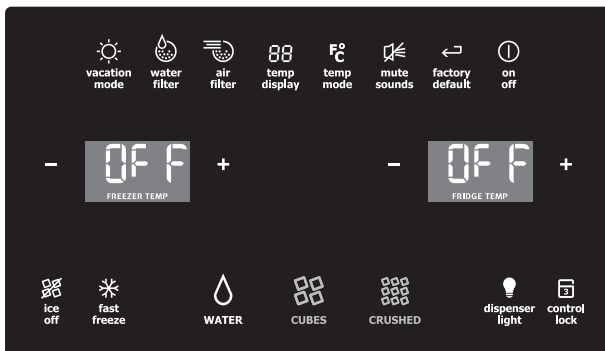 88 F° C
vacation mode
water filter
air filter
temp display
temp mode
mute sounds
factory default
on off
- OFF +
FREEZER TEMP
- OFF +
FRIDGE TEMP
3
ice off
fast freeze
WATER
CUBES
CRUSHED
dispenser light
control lock